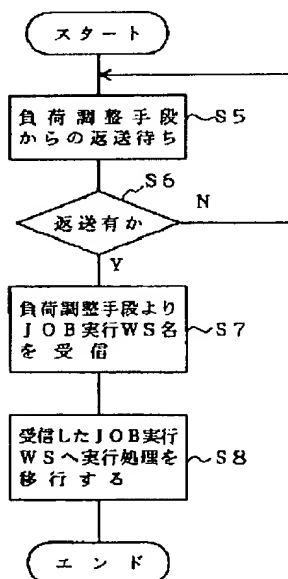 スタート
負荷調整手段
からの返送待ち
S5
S6
返送有か
N
Y
負荷調整手段より
JOB実行WS名
を受信
S7
受信したJOB実行
WSへ実行処理を
移行する
S8
エンド